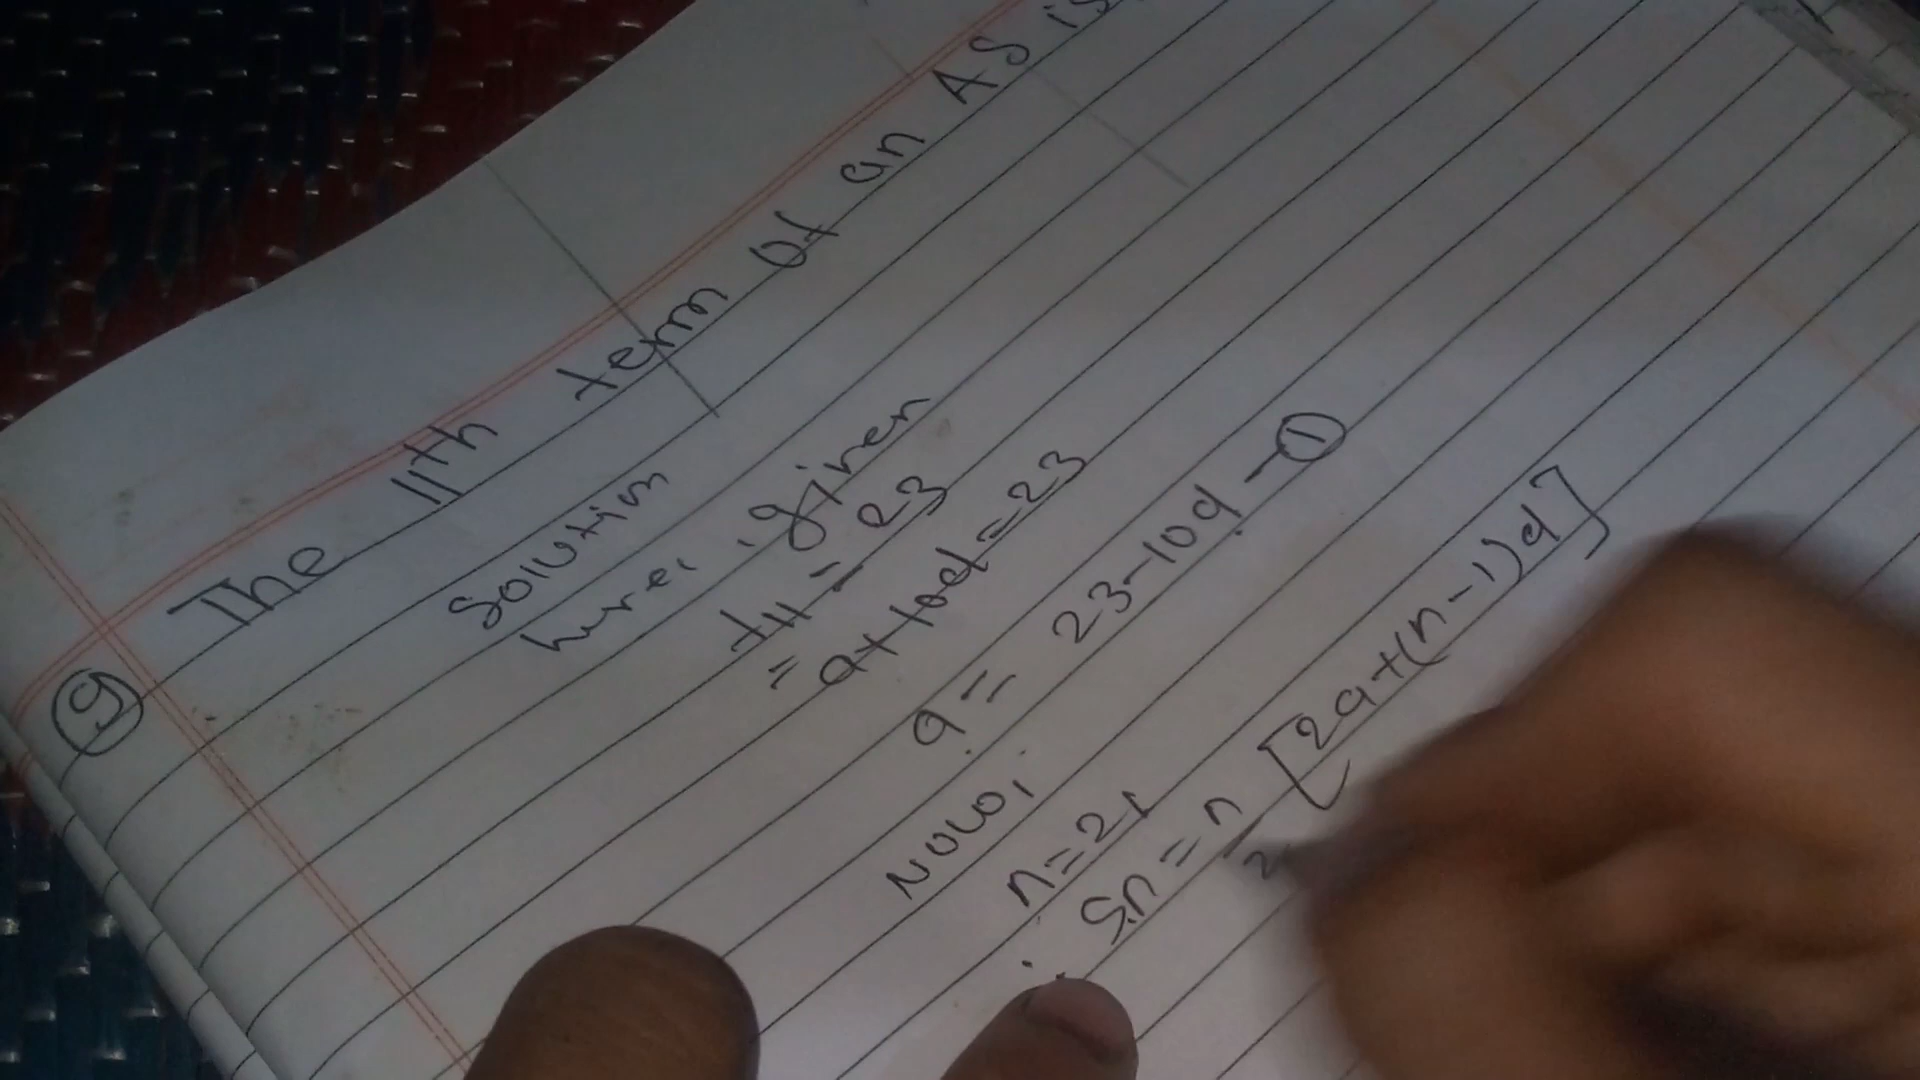 9 The 11th term of an AS is
Solution
here, given
t11 = 23
= a+10d = 23
a = 23-10d - 1
Now,
n = 21
Sn = n/2 [2a+(n-1)d]